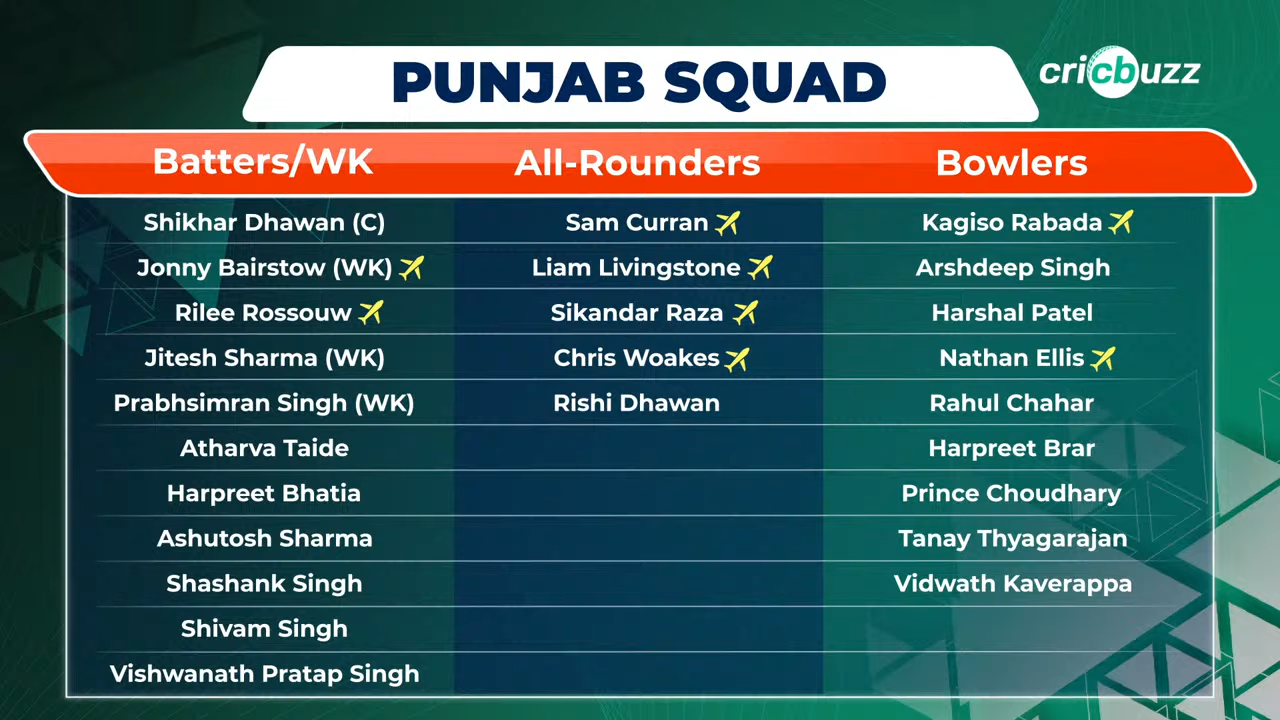 PUNJAB SQUAD
cricbuzz
Batters/WK All-Rounders Bowlers
Shikhar Dhawan (C) Sam Curran Kagiso Rabada
Jonny Bairstow (WK) Liam Livingstone Arshdeep Singh
Rilee Rossouw Sikandar Raza Harshal Patel
Jitesh Sharma (WK) Chris Woakes Nathan Ellis
Prabhsimran Singh (WK) Rishi Dhawan Rahul Chahar
Atharva Taide Harpreet Brar
Harpreet Bhatia Prince Choudhary
Ashutosh Sharma Tanay Thyagarajan
Shashank Singh Vidwath Kaverappa
Shivam Singh
Vishwanath Pratap Singh